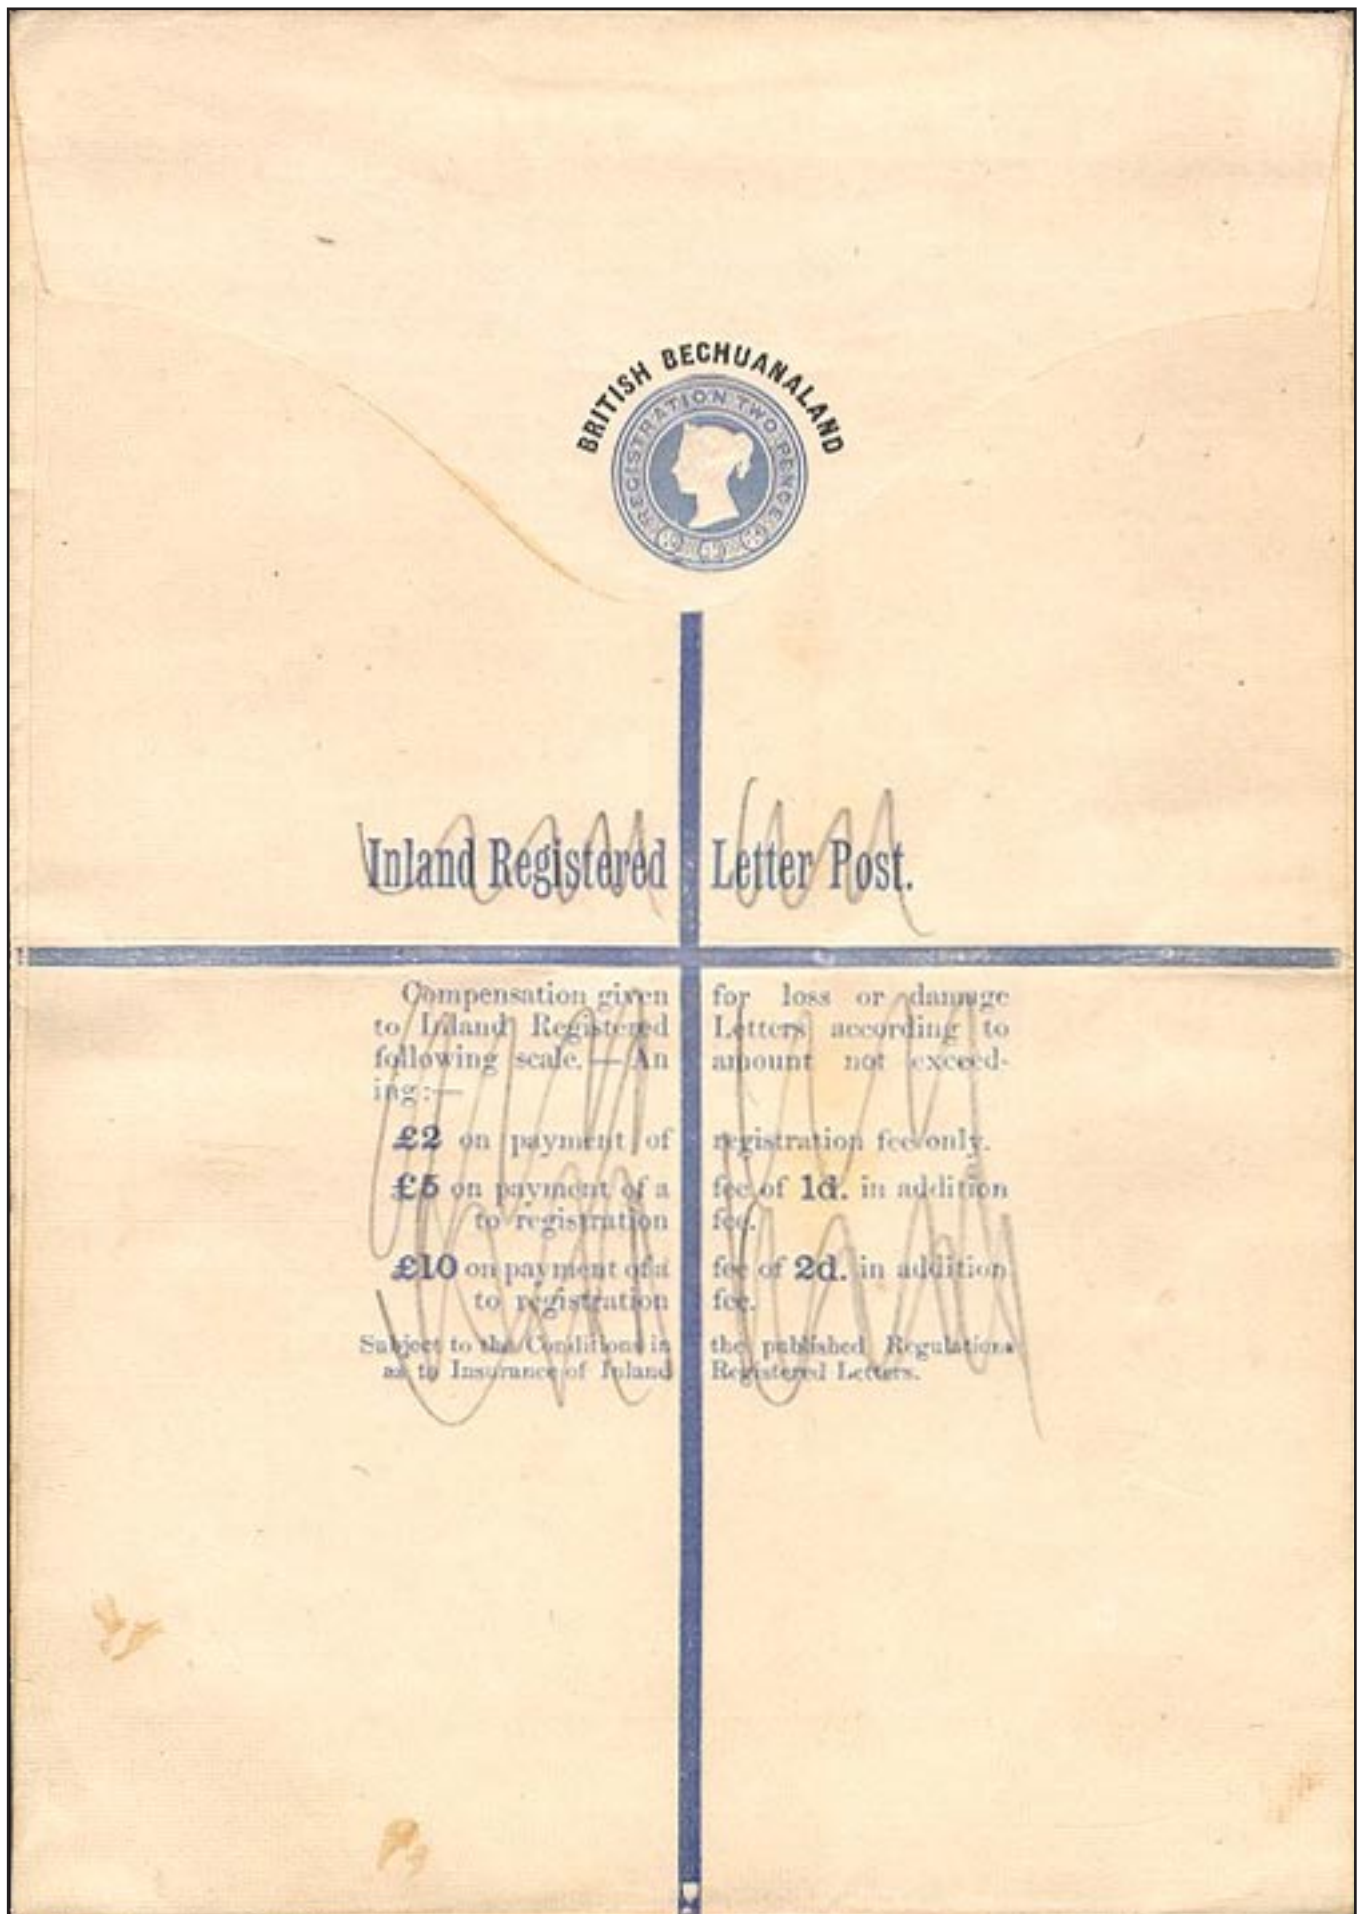 BRITISH BECHUANALAND
REGISTRATION TWO PENCE
Inland Registered Letter Post.
Compensation given for loss or damage
to Inland Registered Letters according to
following scale. — An amount not exceed-
ing :—
£2 on payment of registration fee only.
£5 on payment of a fee of 1d. in addition
to registration fee.
£10 on payment of a fee of 2d. in addition
to registration fee.
Subject to the Conditions in the published Regulations
as to Insurance of Inland Registered Letters.